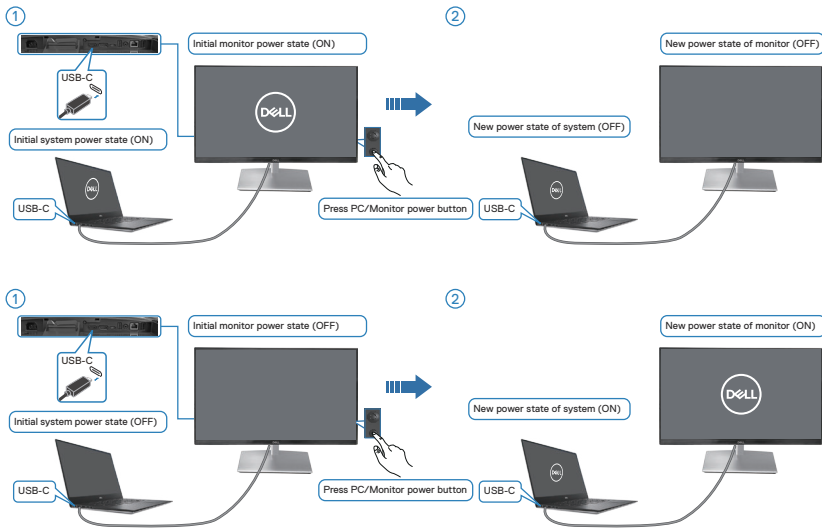 1
2
Initial monitor power state (ON)
New power state of monitor (OFF)
USB-C
DELL
New power state of system (OFF)
Initial system power state (ON)
DELL
DELL
USB-C
Press PC/Monitor power button
USB-C
1
2
Initial monitor power state (OFF)
New power state of monitor (ON)
USB-C
DELL
New power state of system (ON)
Initial system power state (OFF)
DELL
USB-C
Press PC/Monitor power button
USB-C